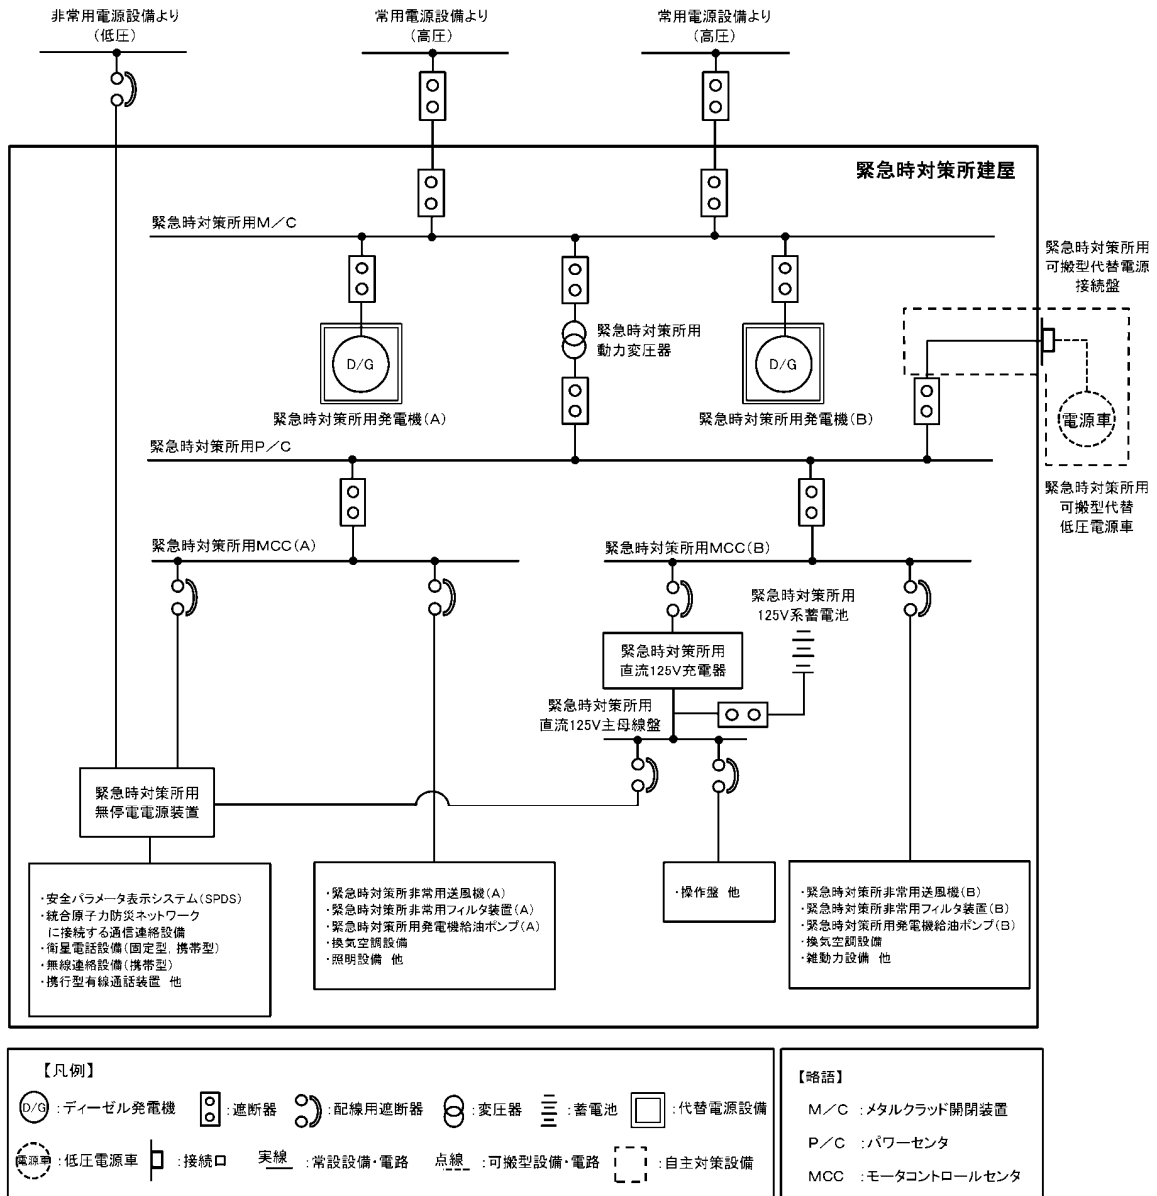 非常用電源設備より
(低圧)
常用電源設備より
(高圧)
常用電源設備より
(高圧)
緊急時対策所建屋
緊急時対策所用M／C
緊急時対策所用
可搬型代替電源
接続盤
緊急時対策所用
動力変圧器
D/G
D/G
緊急時対策所用発電機(A)
緊急時対策所用発電機(B)
電源車
緊急時対策所用P／C
緊急時対策所用
可搬型代替
低圧電源車
緊急時対策所用MCC(A)
緊急時対策所用MCC(B)
緊急時対策所用
125V系蓄電池
緊急時対策所用
直流125V充電器
緊急時対策所用
直流125V主母線盤
緊急時対策所用
無停電電源装置
・安全パラメータ表示システム(SPDS)
・統合原子力防災ネットワーク
に接続する通信連絡設備
・衛星電話設備(固定型，携帯型)
・無線連絡設備(携帯型)
・携行型有線通話装置 他
・緊急時対策所非常用送風機(A)
・緊急時対策所非常用フィルタ装置(A)
・緊急時対策所用発電機給油ポンプ(A)
・換気空調設備
・照明設備 他
・操作盤 他
・緊急時対策所非常用送風機(B)
・緊急時対策所非常用フィルタ装置(B)
・緊急時対策所用発電機給油ポンプ(B)
・換気空調設備
・雑動力設備 他
【凡例】
D/G :ディーゼル発電機 :遮断器 :配線用遮断器 :変圧器 :蓄電池 :代替電源設備
電源車 :低圧電源車 :接続口 実線 :常設設備・電路 点線 :可搬型設備・電路 :自主対策設備
【略語】
M／C :メタルクラッド開閉装置
P／C :パワーセンタ
MCC :モータコントロールセンタ